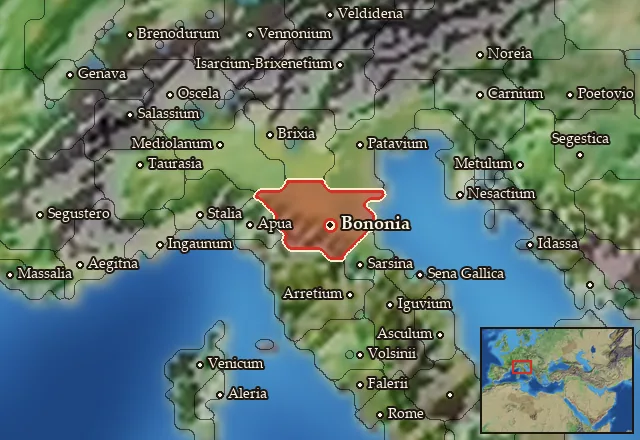 Veldidena
Brenodurum
Vennonium
Noreia
Isarcium-Brixenetium
Genava
Oscela
Carnium
Poetovio
Salassium
Brixia
Segestica
Mediolanum
Patavium
Taurasia
Metulum
Nesactium
Segustero
Stalia
Apua
Bononia
Ingaunum
Idassa
Aegitna
Sarsina
Massalia
Sena Gallica
Arretium
Iguvium
Asculum
Volsinii
Venicum
Falerii
Aleria
Rome